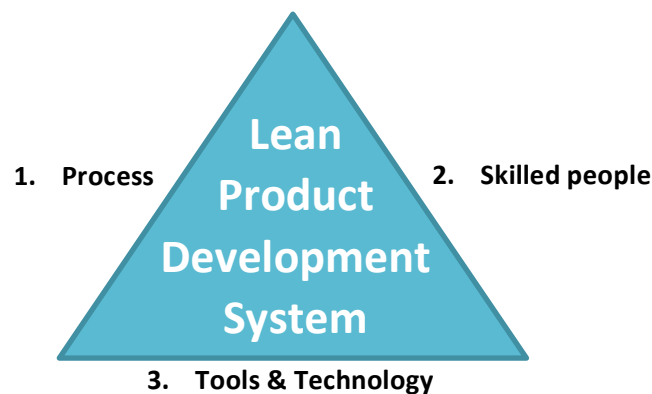 Lean
Product
Development
System
1. Process
2. Skilled people
3. Tools & Technology